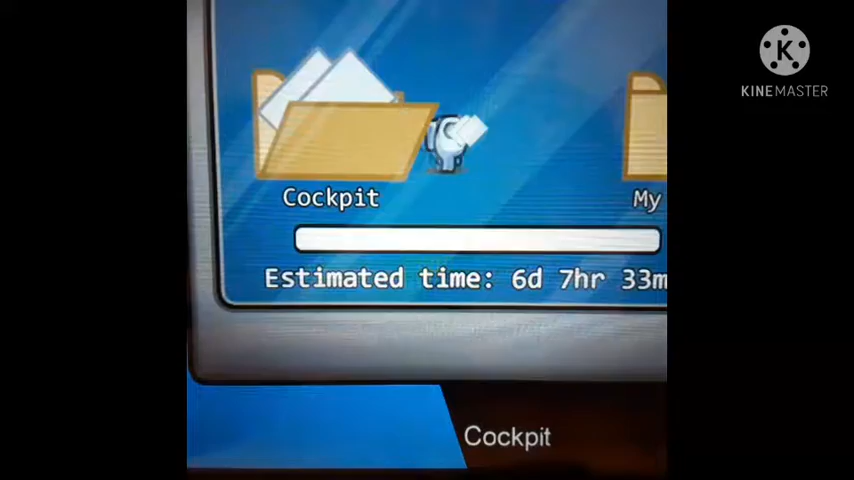 K
KINEMASTER
Cockpit
My
Estimated time: 6d 7hr 33m
Cockpit